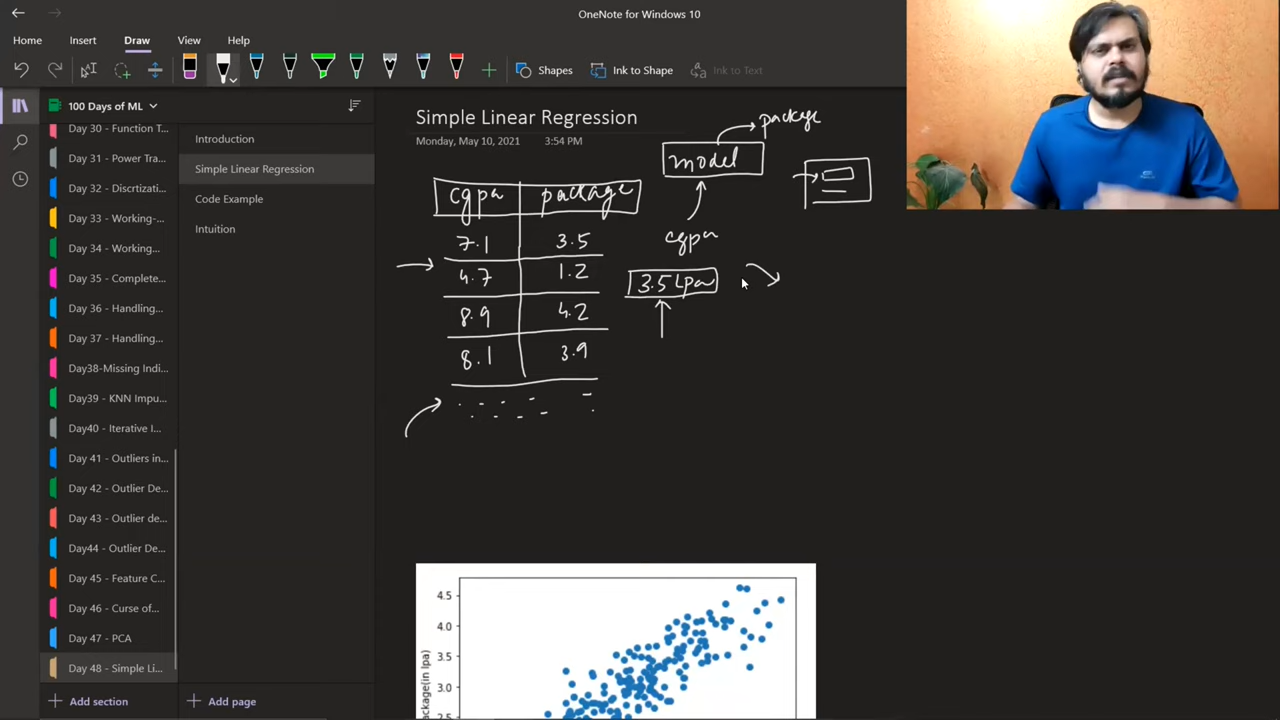 OneNote for Windows 10
Home Insert Draw View Help
Shapes Ink to Shape Ink to Text
100 Days of ML
Day 30 - Function T...
Day 31 - Power Tra...
Day 32 - Discrtizati...
Day 33 - Working-...
Day 34 - Working...
Day 35 - Complete...
Day 36 - Handling...
Day 37 - Handling...
Day38-Missing Indi...
Day39 - KNN Impu...
Day40 - Iterative I...
Day 41 - Outliers in...
Day 42 - Outlier De...
Day 43 - Outlier de...
Day44 - Outlier De...
Day 45 - Feature C...
Day 46 - Curse of...
Day 47 - PCA
Day 48 - Simple Li...
Add section
Introduction
Simple Linear Regression
Code Example
Intuition
Add page
Simple Linear Regression
Monday, May 10, 2021 3:54 PM
cgpa package
7.1 3.5
4.7 1.2
8.9 4.2
8.1 3.9
package
model
cgpa
3.5 Lpa
4.5
4.0
3.5
3.0
2.5
ackage(in lpa)